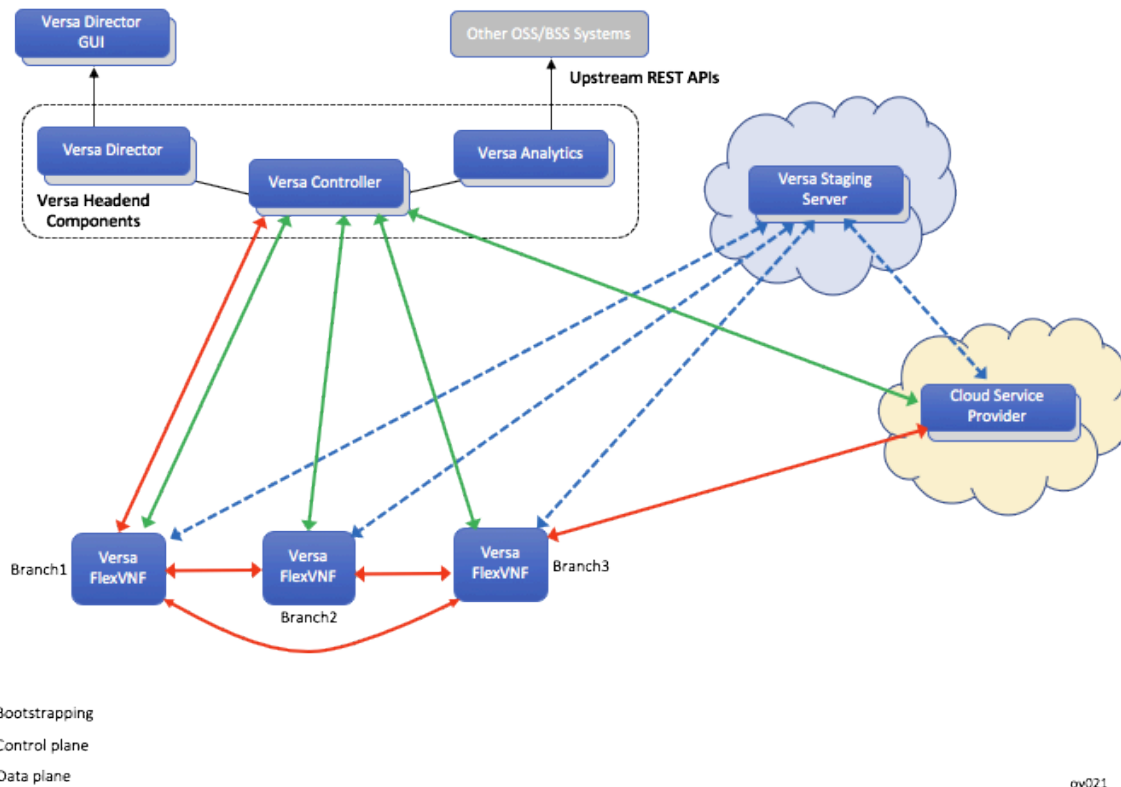 Versa Director
GUI
Other OSS/BSS Systems
Upstream REST APIs
Versa Director
Versa Analytics
Versa Controller
Versa Headend
Components
Versa Staging
Server
Cloud Service
Provider
Branch1
Versa
FlexVNF
Versa
FlexVNF
Branch2
Versa
FlexVNF
Branch3
Bootstrapping
Control plane
Data plane
ov021